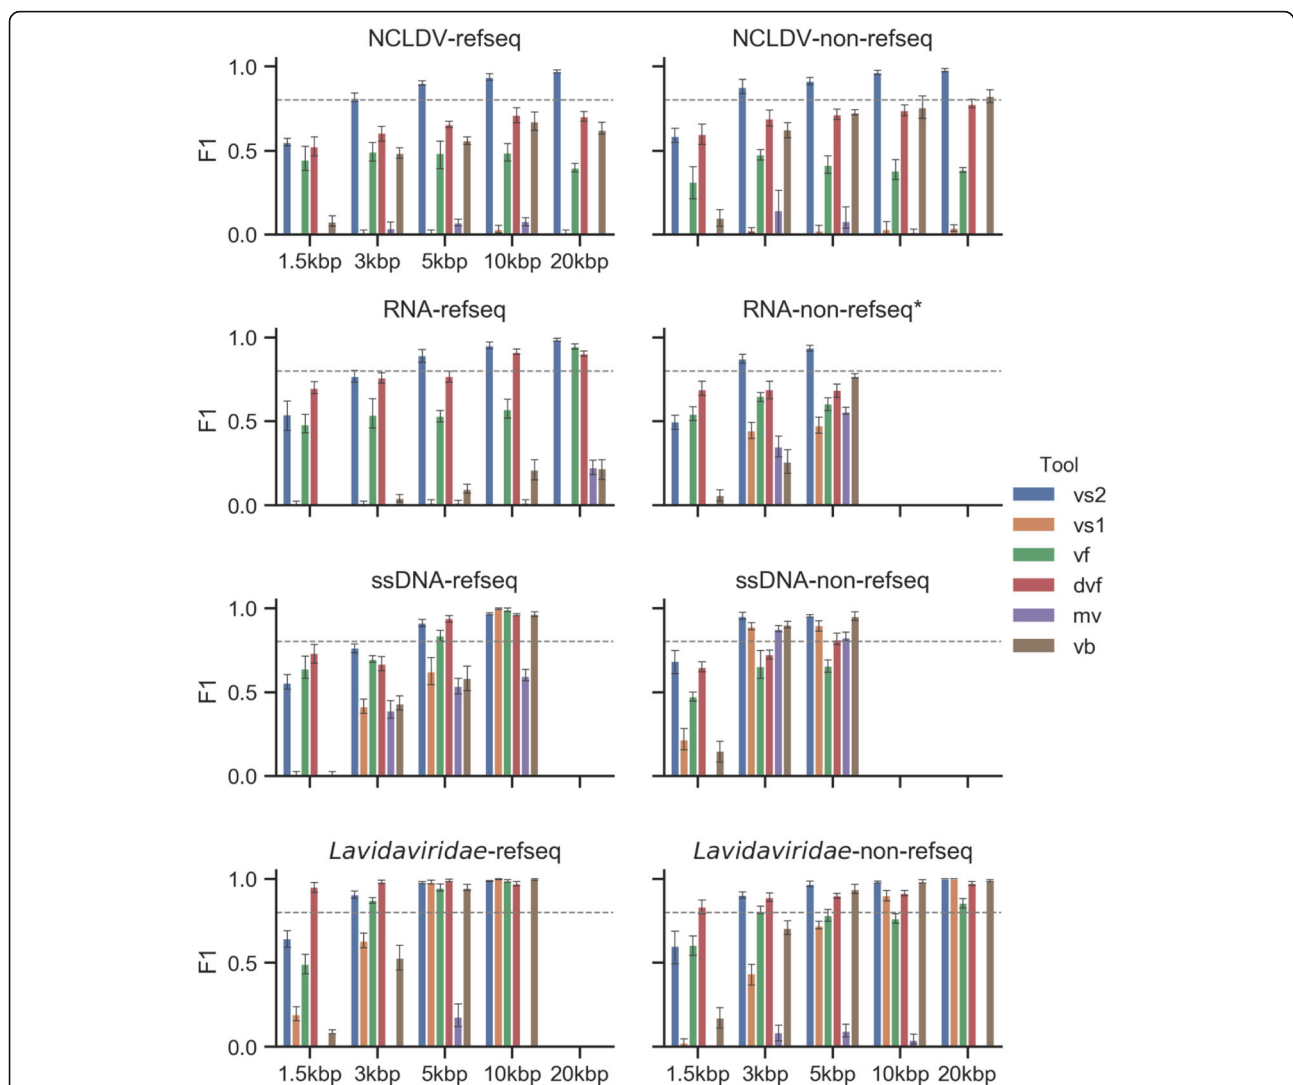 NCLDV-refseq
NCLDV-non-refseq
1.0
F1
0.5
0.0
1.5kbp 3kbp 5kbp 10kbp 20kbp
RNA-refseq
RNA-non-refseq*
1.0
F1
0.5
0.0
ssDNA-refseq
ssDNA-non-refseq
1.0
F1
0.5
0.0
Lavidaviridae-refseq
Lavidaviridae-non-refseq
1.0
F1
0.5
0.0
1.5kbp 3kbp 5kbp 10kbp 20kbp
1.5kbp 3kbp 5kbp 10kbp 20kbp
Tool
vs2
vs1
vf
dvf
mv
vb